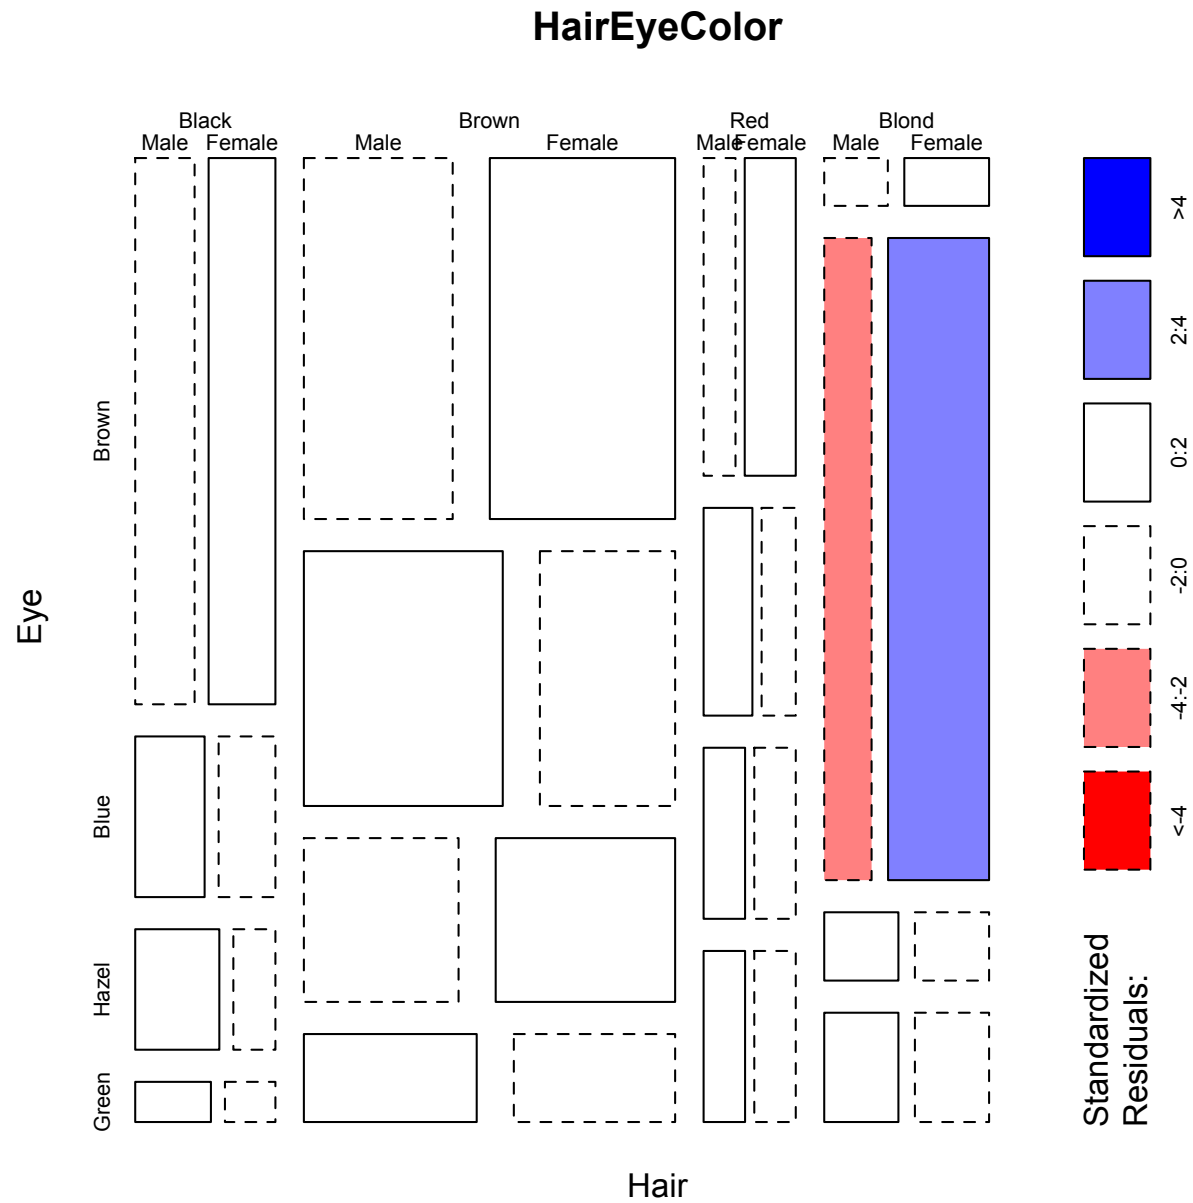 HairEyeColor
Black Brown Red Blond
Male Female Male Female Male Female Male Female
Brown
Blue
Hazel
Green
Eye
Hair
>4
2:4
0:2
-2:0
-4:-2
<-4
Standardized
Residuals: